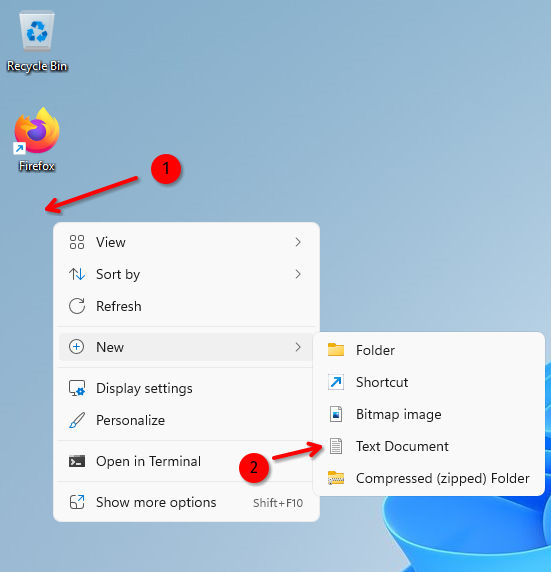 Recycle Bin
Firefox
1
View
Sort by
Refresh
New
Folder
Shortcut
Display settings
Bitmap image
Personalize
Text Document
Open in Terminal
2
Compressed (zipped) Folder
Show more options Shift+F10